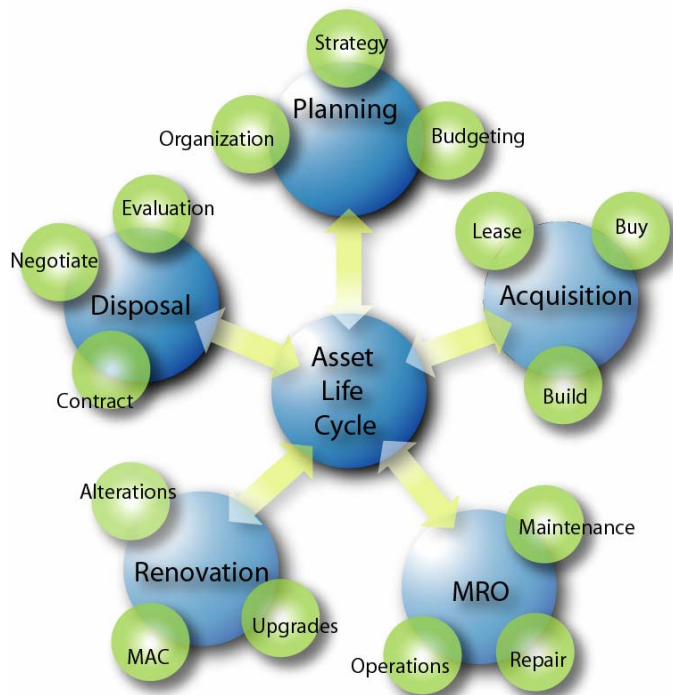 Strategy
Planning
Organization
Budgeting
Evaluation
Negotiate
Disposal
Contract
Lease
Buy
Acquisition
Build
Asset
Life
Cycle
Alterations
Renovation
MAC
Upgrades
Maintenance
MRO
Operations
Repair